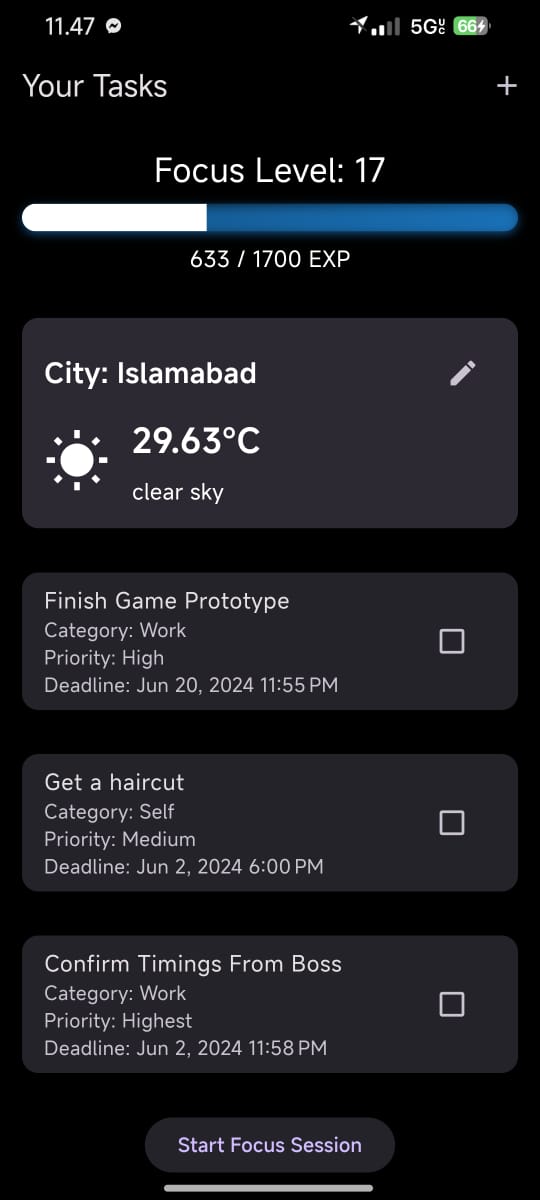 11.47
5G
66
Your Tasks
+
Focus Level: 17
633 / 1700 EXP
City: Islamabad
29.63°C
clear sky
Finish Game Prototype
Category: Work
Priority: High
Deadline: Jun 20, 2024 11:55 PM
Get a haircut
Category: Self
Priority: Medium
Deadline: Jun 2, 2024 6:00 PM
Confirm Timings From Boss
Category: Work
Priority: Highest
Deadline: Jun 2, 2024 11:58 PM
Start Focus Session